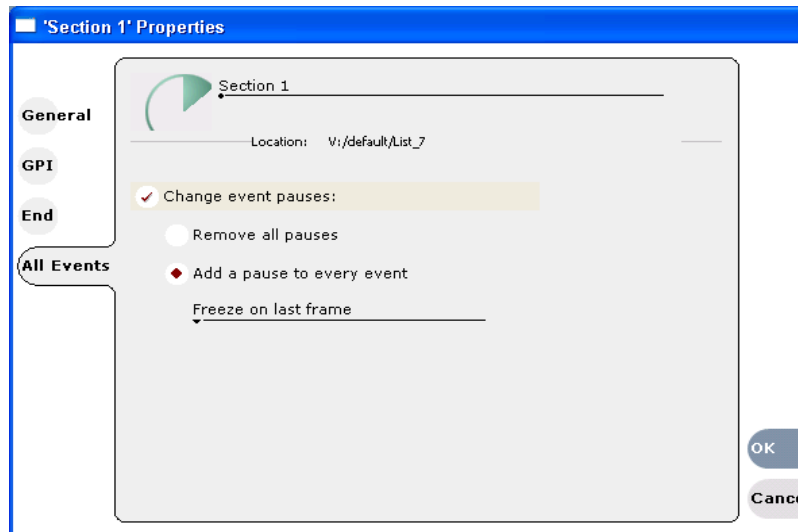 'Section 1' Properties
Section 1
Location: V:/default/List_7
General
GPI
End
All Events
Change event pauses:
Remove all pauses
Add a pause to every event
Freeze on last frame
OK
Cance